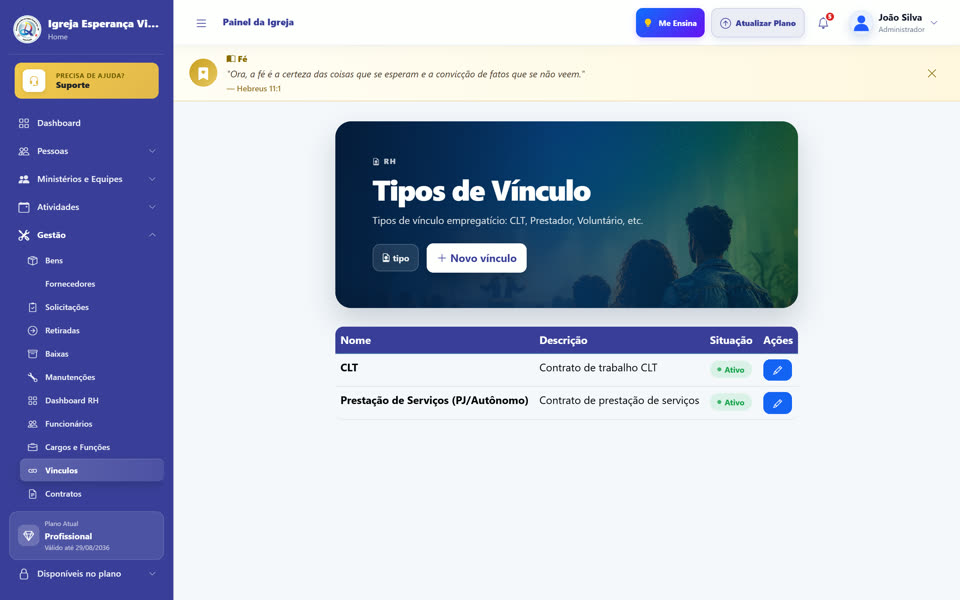 Igreja Esperança Vi...
Home
PRECISA DE AJUDA?
Suporte
Dashboard
Pessoas
Ministérios e Equipes
Atividades
Gestão
Bens
Fornecedores
Solicitações
Retiradas
Baixas
Manutenções
Dashboard RH
Funcionários
Cargos e Funções
Vínculos
Contratos
Plano Atual
Profissional
Válido até 29/08/2036
Disponíveis no plano
Painel da Igreja
Me Ensina
Atualizar Plano
João Silva
Administrador
Fé
"Ora, a fé é a certeza das coisas que se esperam e a convicção de fatos que se não veem."
— Hebreus 11:1
RH
Tipos de Vínculo
Tipos de vínculo empregatício: CLT, Prestador, Voluntário, etc.
tipo
+ Novo vínculo
Nome Descrição Situação Ações
CLT Contrato de trabalho CLT Ativo
Prestação de Serviços (PJ/Autônomo) Contrato de prestação de serviços Ativo